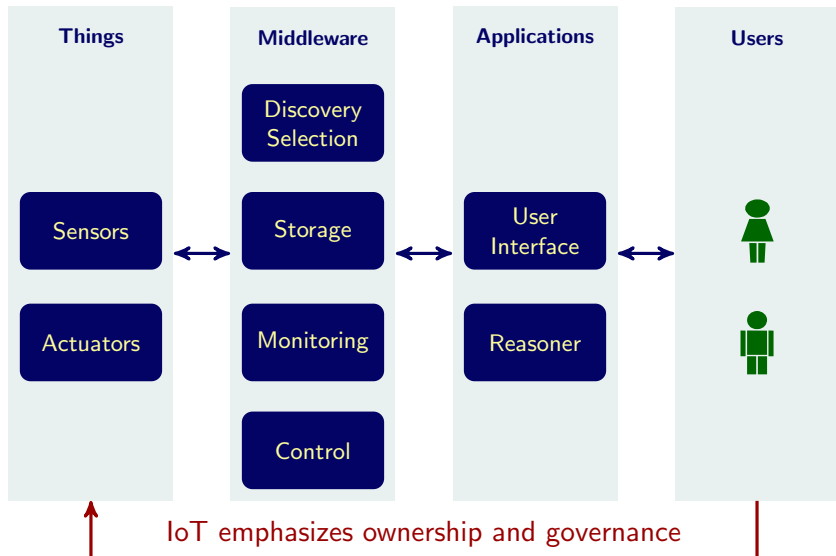 Things
Middleware
Applications
Users
Discovery
Selection
Sensors
Storage
User
Interface
Actuators
Monitoring
Reasoner
Control
IoT emphasizes ownership and governance